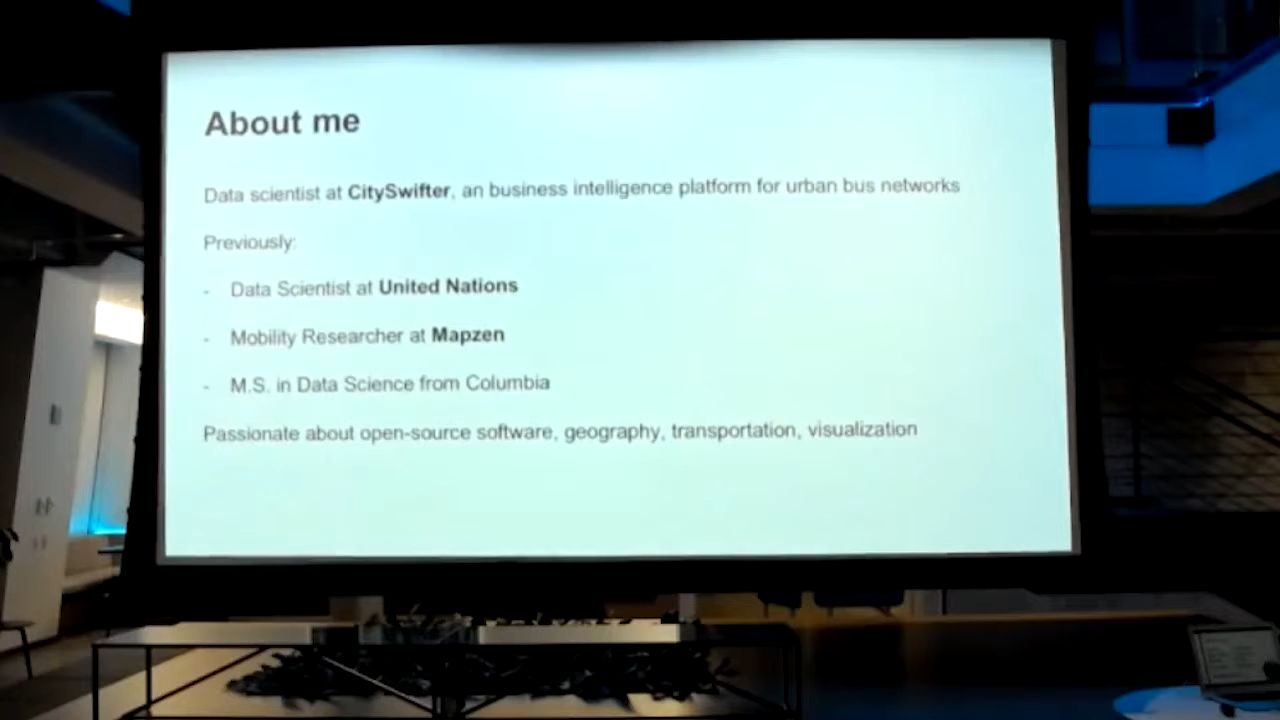 About me
Data scientist at CitySwifter, an business intelligence platform for urban bus networks
Previously:
- Data Scientist at United Nations
- Mobility Researcher at Mapzen
- M.S. in Data Science from Columbia
Passionate about open-source software, geography, transportation, visualization